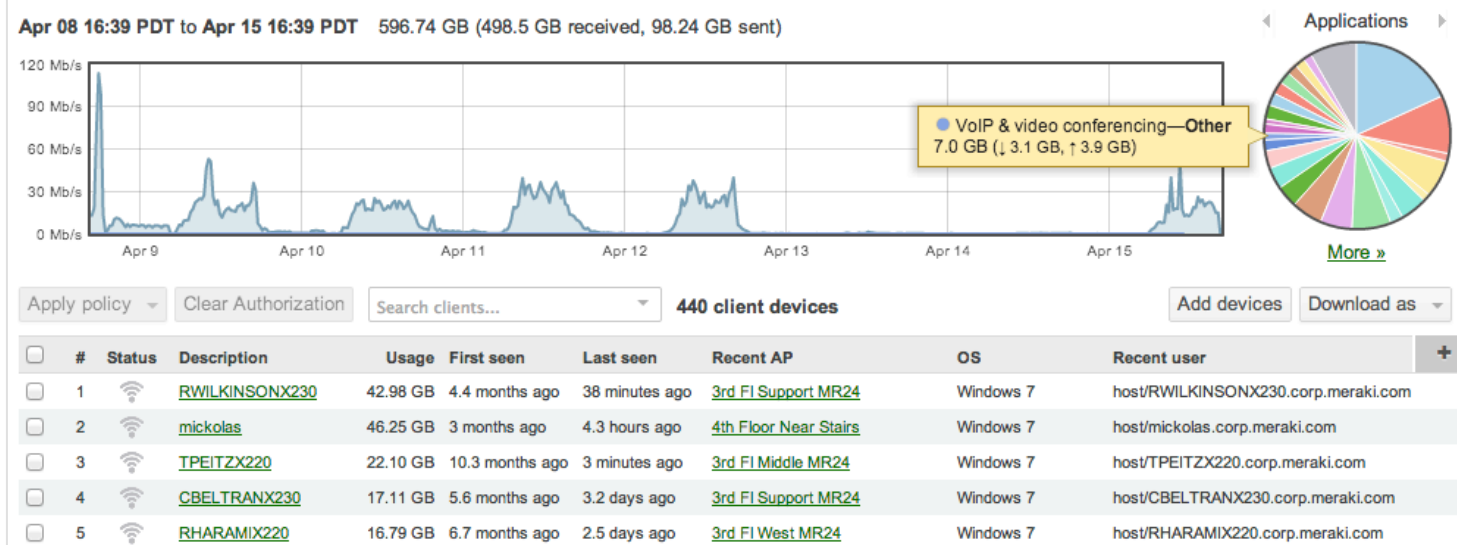 Apr 08 16:39 PDT to Apr 15 16:39 PDT 596.74 GB (498.5 GB received, 98.24 GB sent)
Applications
120 Mb/s
90 Mb/s
60 Mb/s
30 Mb/s
0 Mb/s
Apr 9 Apr 10 Apr 11 Apr 12 Apr 13 Apr 14 Apr 15
VoIP & video conferencing—Other
7.0 GB (↓ 3.1 GB, ↑ 3.9 GB)
More »
Apply policy Clear Authorization Search clients... 440 client devices Add devices Download as
# Status Description Usage First seen Last seen Recent AP OS Recent user +
1 RWILKINSONX230 42.98 GB 4.4 months ago 38 minutes ago 3rd Fl Support MR24 Windows 7 host/RWILKINSONX230.corp.meraki.com
2 mickolas 46.25 GB 3 months ago 4.3 hours ago 4th Floor Near Stairs Windows 7 host/mickolas.corp.meraki.com
3 TPEITZX220 22.10 GB 10.3 months ago 3 minutes ago 3rd Fl Middle MR24 Windows 7 host/TPEITZX220.corp.meraki.com
4 CBELTRANX230 17.11 GB 5.6 months ago 3.2 days ago 3rd Fl Support MR24 Windows 7 host/CBELTRANX230.corp.meraki.com
5 RHARAMIX220 16.79 GB 6.7 months ago 2.5 days ago 3rd Fl West MR24 Windows 7 host/RHARAMIX220.corp.meraki.com